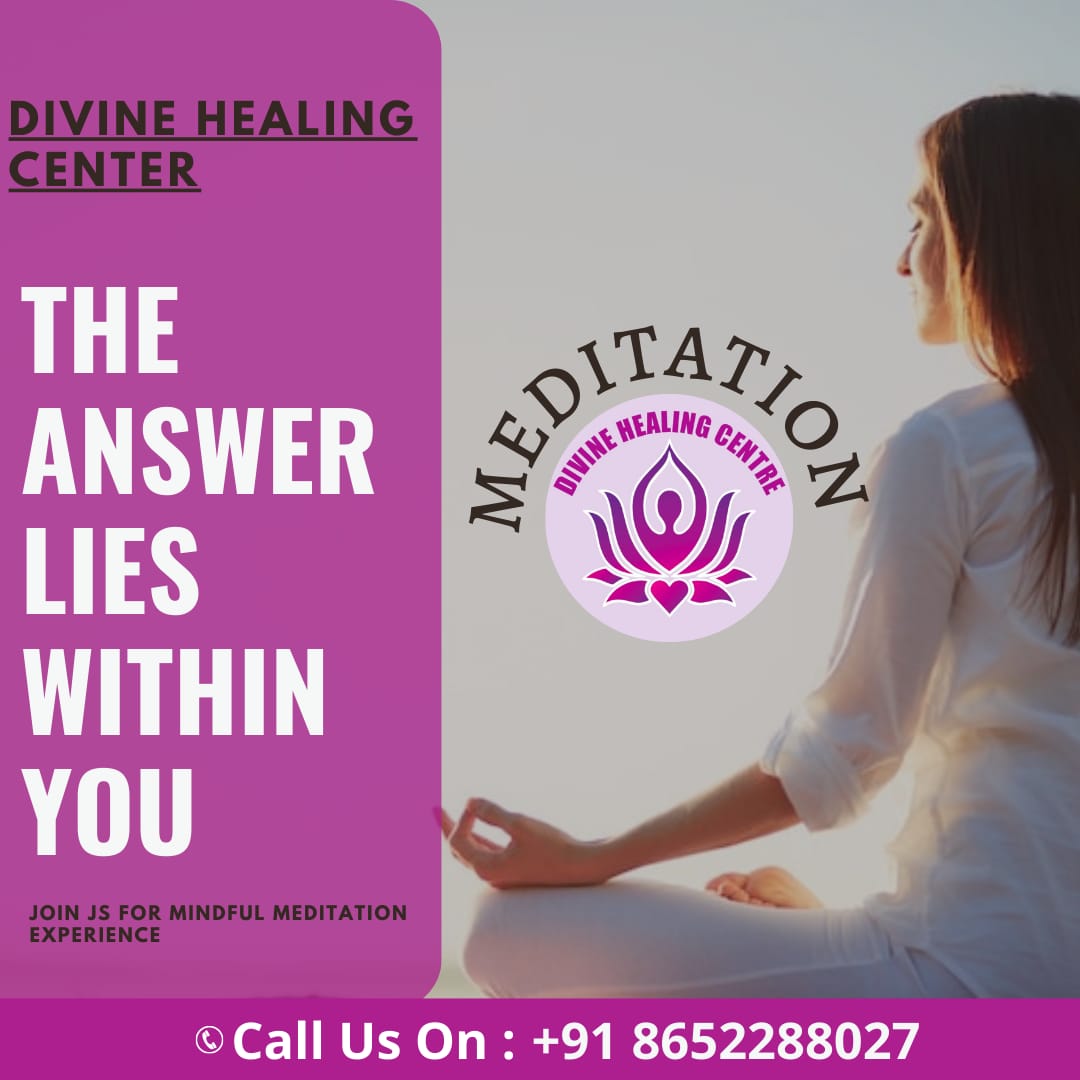 DIVINE HEALING
CENTER
THE
ANSWER
LIES
WITHIN
YOU
JOIN JS FOR MINDFUL MEDITATION
EXPERIENCE
MEDITATION
DIVINE HEALING CENTRE
Call Us On : +91 8652288027